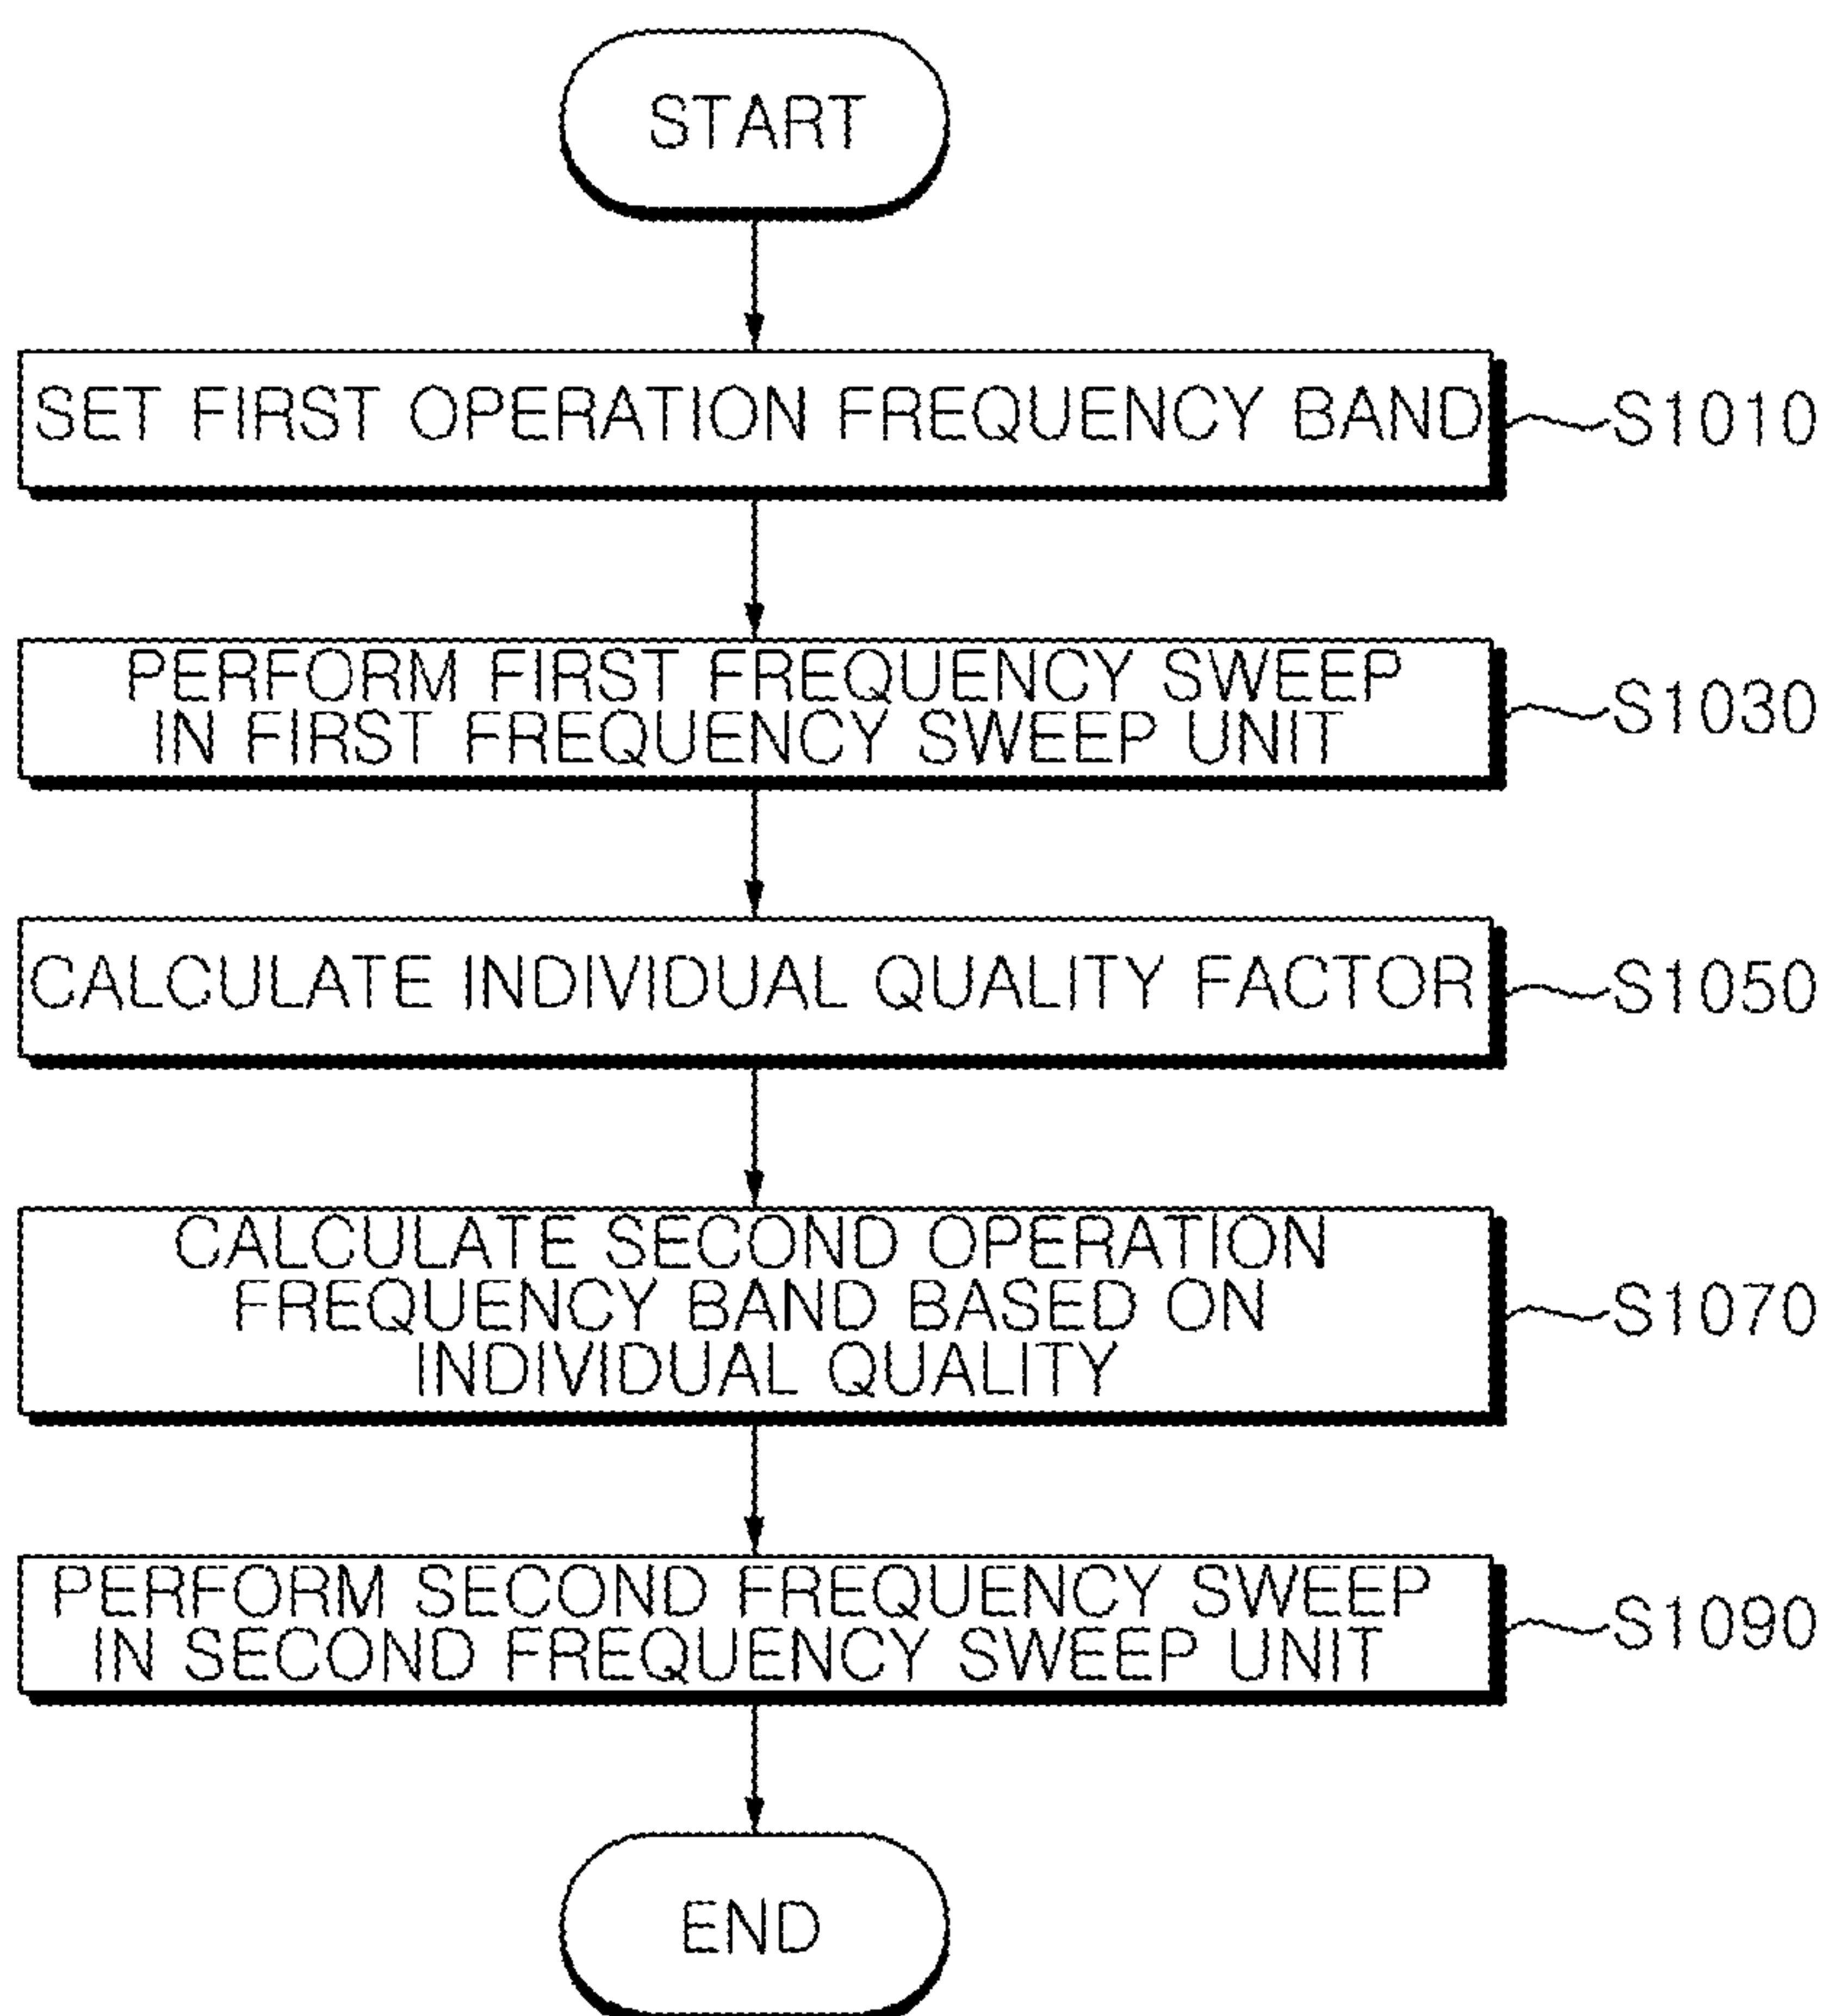 START
SET FIRST OPERATION FREQUENCY BAND
S1010
PERFORM FIRST FREQUENCY SWEEP
IN FIRST FREQUENCY SWEEP UNIT
S1030
CALCULATE INDIVIDUAL QUALITY FACTOR
S1050
CALCULATE SECOND OPERATION
FREQUENCY BAND BASED ON
INDIVIDUAL QUALITY
S1070
PERFORM SECOND FREQUENCY SWEEP
IN SECOND FREQUENCY SWEEP UNIT
S1090
END